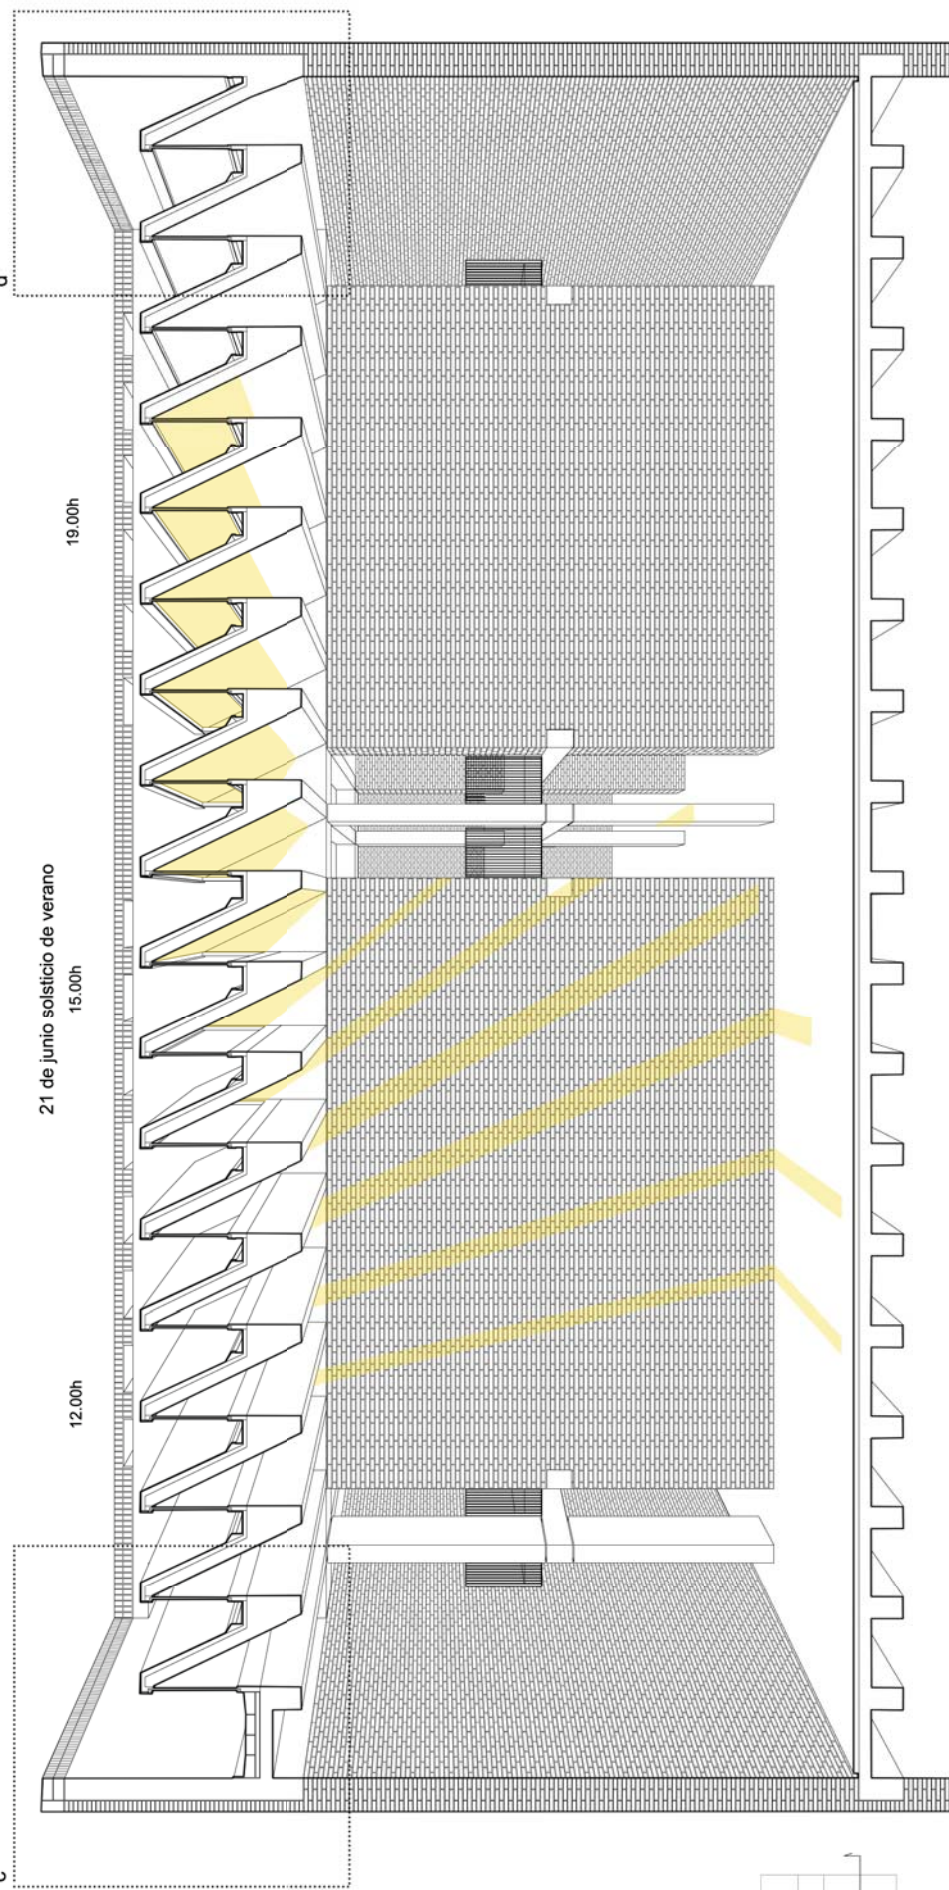 21 de junio solsticio de verano
12.00h
15.00h
19.00h
c